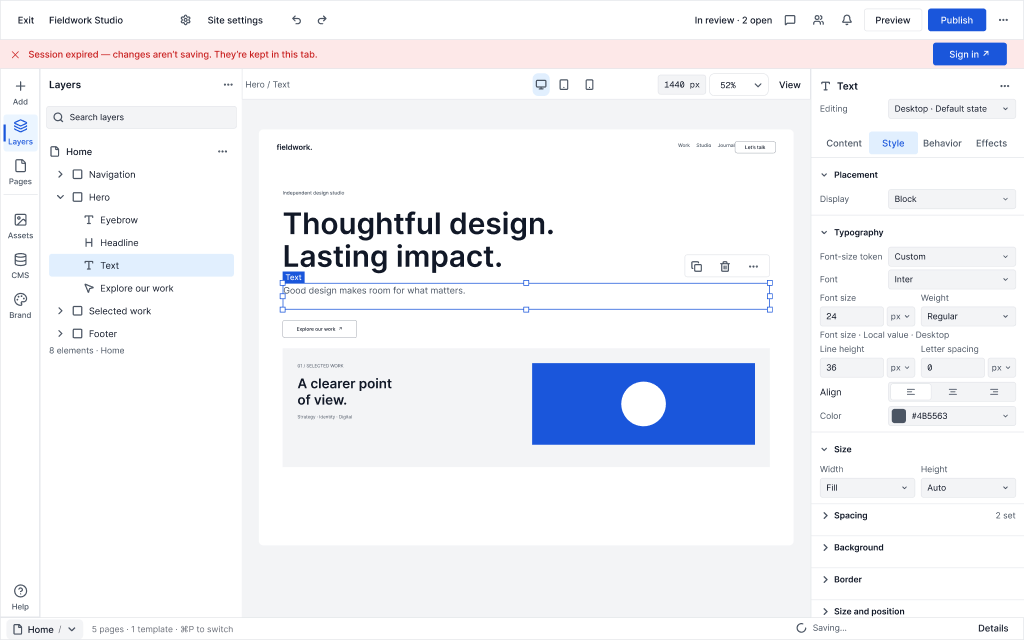 Exit Fieldwork Studio Site settings In review · 2 open Preview Publish
Session expired — changes aren't saving. They're kept in this tab. Sign in ↗
Add
Layers
Pages
Assets
CMS
Brand
Help
Layers
Search layers
Home
Navigation
Hero
Eyebrow
Headline
Text
Explore our work
Selected work
Footer
8 elements · Home
Hero / Text 1440 px 52% View
fieldwork. Work Studio Journal Let's talk
Independent design studio
Thoughtful design.
Lasting impact.
Text
Good design makes room for what matters.
Explore our work ↗
01 / SELECTED WORK
A clearer point
of view.
Strategy · Identity · Digital
Text
Editing Desktop · Default state
Content Style Behavior Effects
Placement
Display Block
Typography
Font-size token Custom
Font Inter
Font size Weight
24 px Regular
Font size · Local value · Desktop
Line height Letter spacing
36 px 0 px
Align
Color #4B5563
Size
Width Height
Fill Auto
Spacing 2 set
Background
Border
Size and position
Home / 5 pages · 1 template · ⌘P to switch Saving... Details